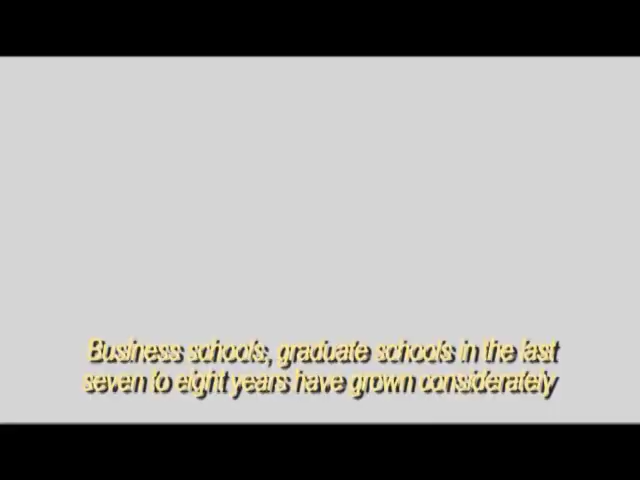 Business schools, graduate schools in the last
seven to eight years have grown considerately